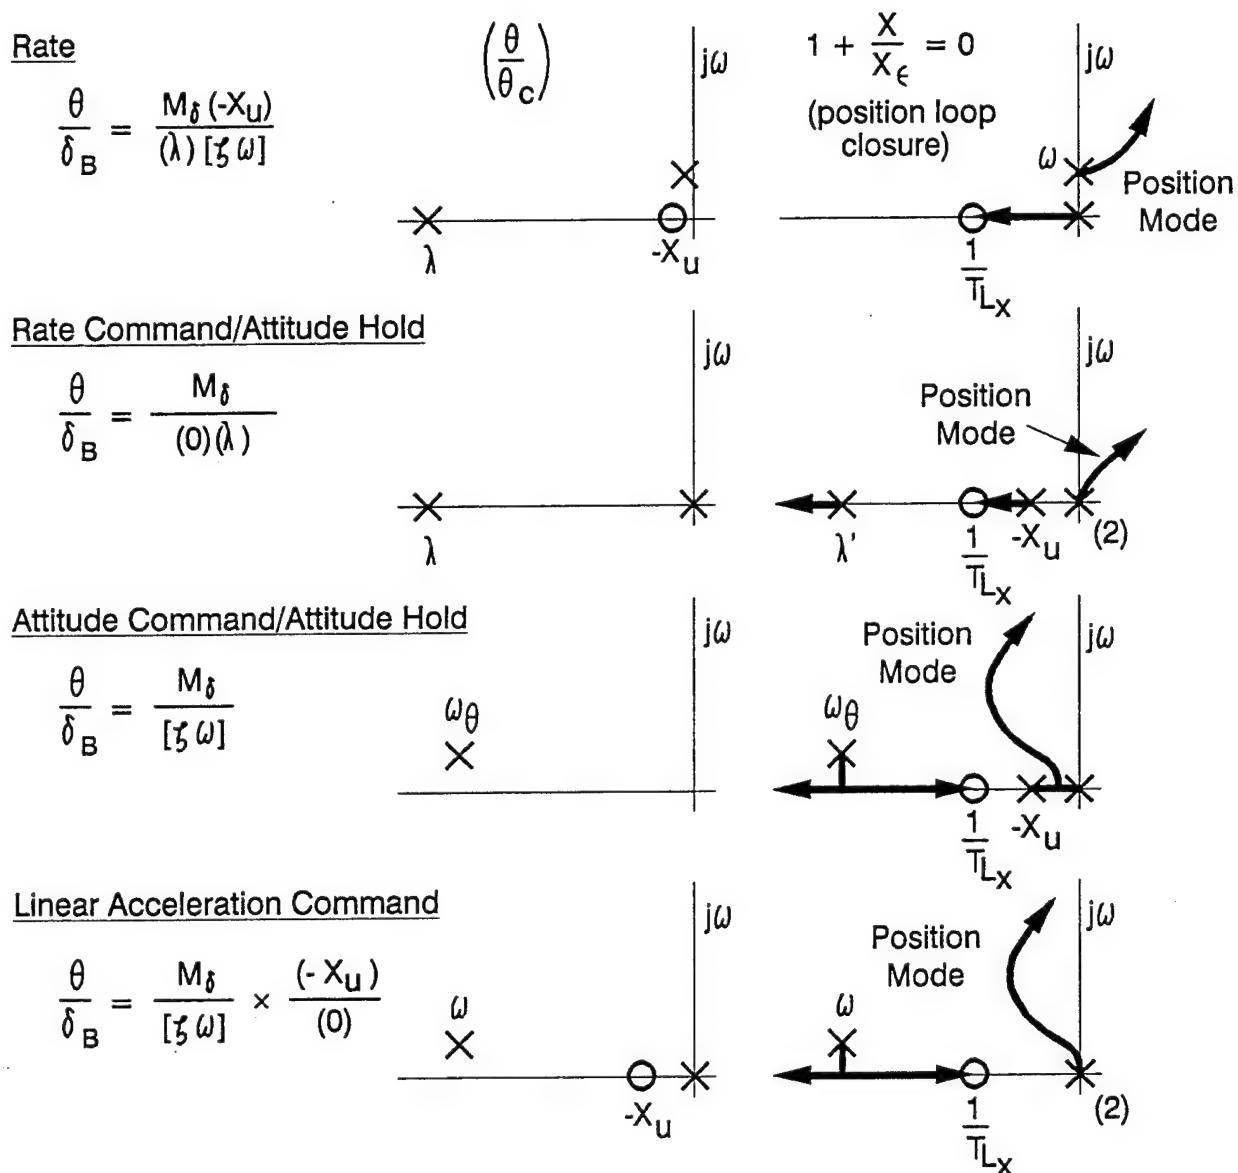 Rate
θ/δ_B = M_δ (-X_u) / (λ) [ζ ω]
(θ/θ_c)
jω
λ
-X_u
1 + X/X_ε = 0
(position loop
closure)
jω
ω
Position
Mode
1/T_Lx
Rate Command/Attitude Hold
θ/δ_B = M_δ / (0)(λ)
jω
λ
jω
Position
Mode
λ'
1/T_Lx
-X_u
(2)
Attitude Command/Attitude Hold
θ/δ_B = M_δ / [ζ ω]
jω
ω_θ
jω
Position
Mode
ω_θ
1/T_Lx
-X_u
Linear Acceleration Command
θ/δ_B = M_δ / [ζ ω] × (-X_u) / (0)
jω
ω
-X_u
jω
Position
Mode
ω
1/T_Lx
(2)